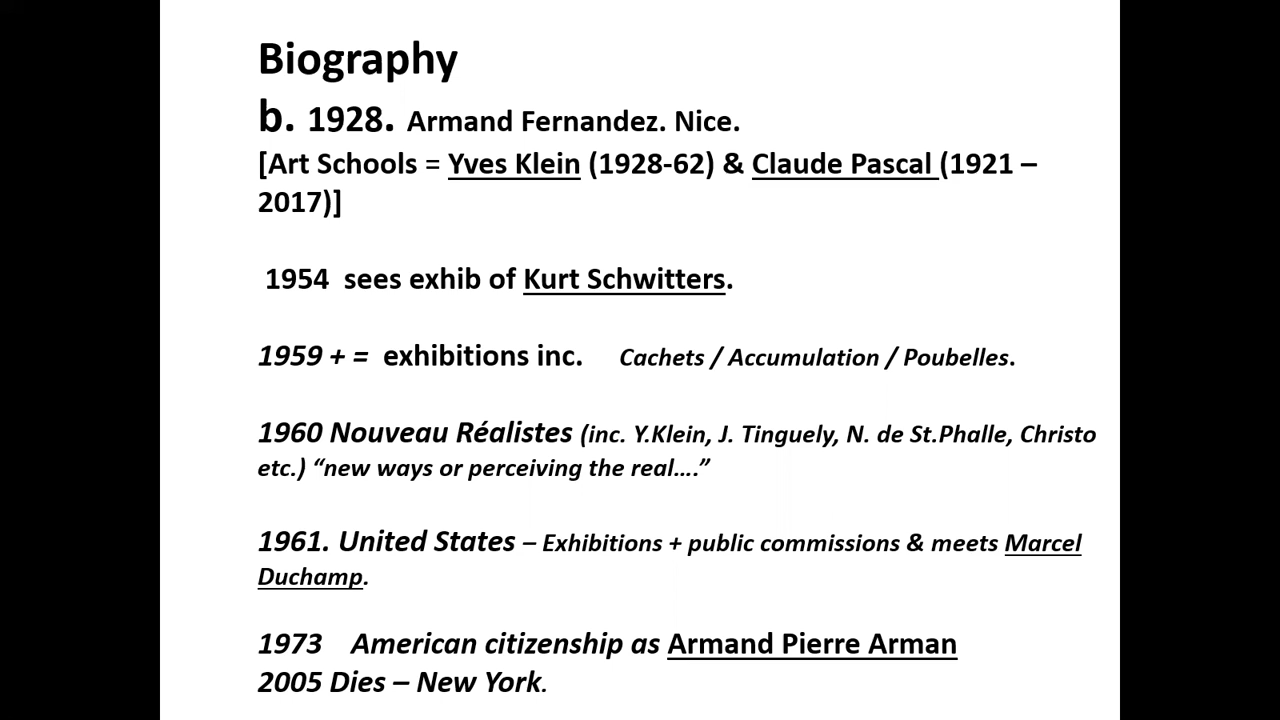 Biography
b. 1928. Armand Fernandez. Nice.
[Art Schools = Yves Klein (1928-62) & Claude Pascal (1921 –
2017)]
1954 sees exhib of Kurt Schwitters.
1959 + = exhibitions inc. Cachets / Accumulation / Poubelles.
1960 Nouveau Réalistes (inc. Y.Klein, J. Tinguely, N. de St.Phalle, Christo
etc.) “new ways or perceiving the real….”
1961. United States – Exhibitions + public commissions & meets Marcel
Duchamp.
1973 American citizenship as Armand Pierre Arman
2005 Dies – New York.